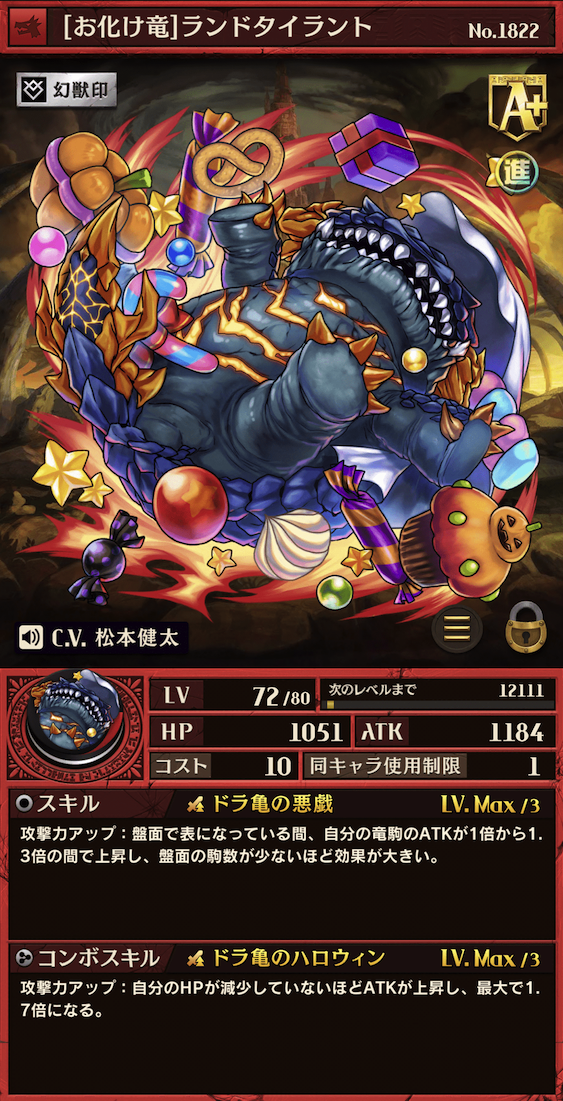 [お化け竜]ランドタイラント
No.1822
幻獣印
A+
進
C.V. 松本健太
LV 72/80 次のレベルまで 12111
HP 1051 ATK 1184
コスト 10 同キャラ使用制限 1
スキル ドラ亀の悪戯 LV. Max /3
攻撃力アップ：盤面で表になっている間、自分の竜駒のATKが1倍から1.
3倍の間で上昇し、盤面の駒数が少ないほど効果が大きい。
コンボスキル ドラ亀のハロウィン LV. Max /3
攻撃力アップ：自分のHPが減少していないほどATKが上昇し、最大で1.
7倍になる。